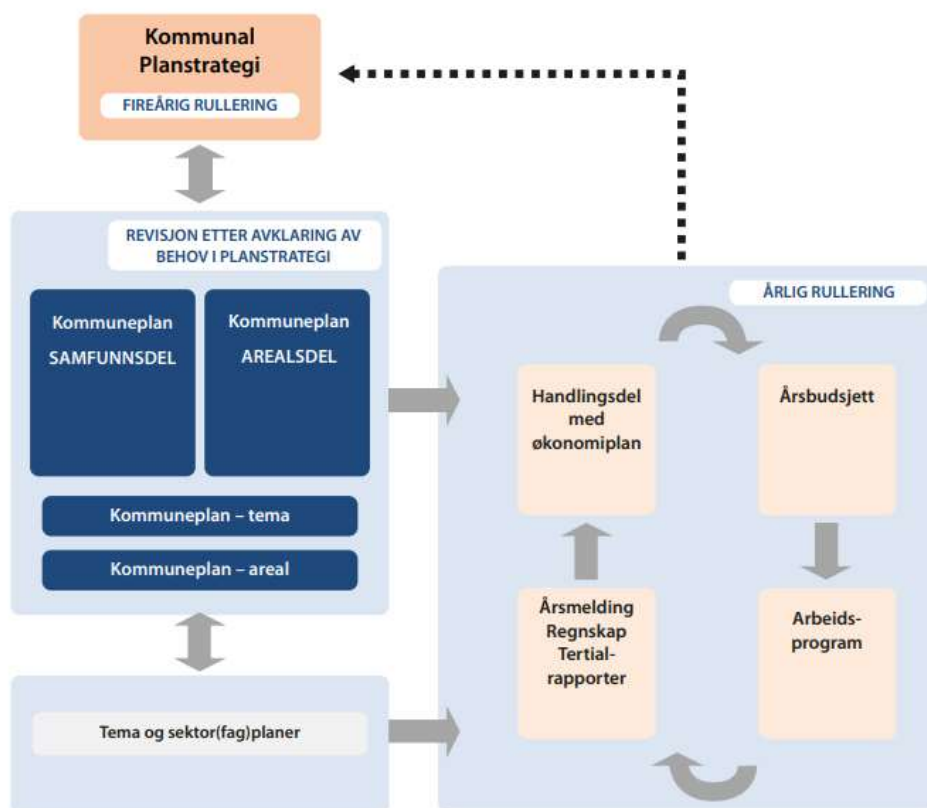 Kommunal
Planstrategi
FIREÅRIG RULLERING
REVISJON ETTER AVKLARING AV
BEHOV I PLANSTRATEGI
Kommuneplan
SAMFUNNSDEL
Kommuneplan
AREALSDEL
Kommuneplan – tema
Kommuneplan – areal
Tema og sektor(fag)planer
ÅRLIG RULLERING
Handlingsdel
med
økonomiplan
Årsbudsjett
Årsmelding
Regnskap
Tertial-
rapporter
Arbeids-
program